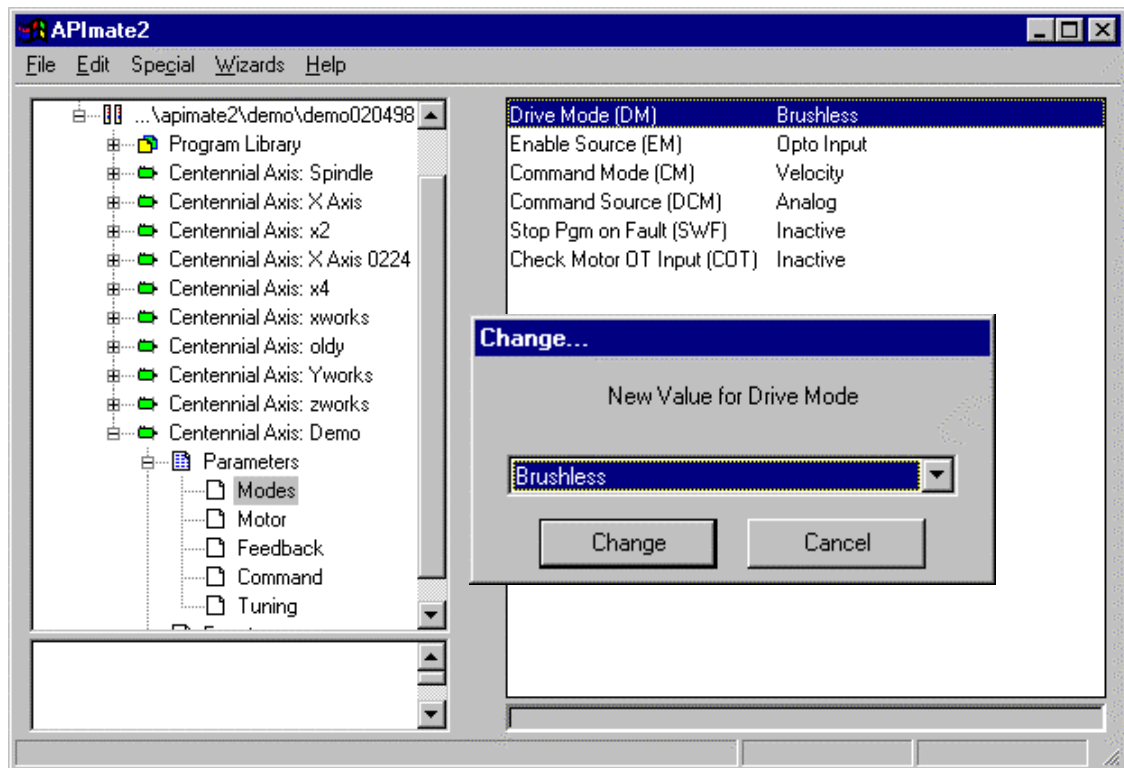 APImate2
File Edit Special Wizards Help
...\apimate2\demo\demo020498
Program Library
Centennial Axis: Spindle
Centennial Axis: X Axis
Centennial Axis: x2
Centennial Axis: X Axis 0224
Centennial Axis: x4
Centennial Axis: xworks
Centennial Axis: oldy
Centennial Axis: Yworks
Centennial Axis: zworks
Centennial Axis: Demo
Parameters
Modes
Motor
Feedback
Command
Tuning
Drive Mode (DM) Brushless
Enable Source (EM) Opto Input
Command Mode (CM) Velocity
Command Source (DCM) Analog
Stop Pgm on Fault (SWF) Inactive
Check Motor OT Input (COT) Inactive
Change...
New Value for Drive Mode
Brushless
Change Cancel